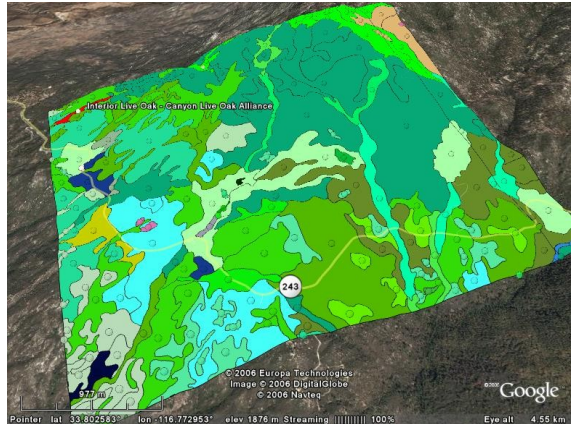 Interior Live Oak - Canyon Live Oak Alliance
243
© 2006 Europa Technologies
Image © 2006 DigitalGlobe
© 2006 Navteq
977 m
©2006 Google
Pointer lat 33.802583° lon -116.772953° elev 1876 m Streaming |||||||||| 100% Eye alt 4.55 km